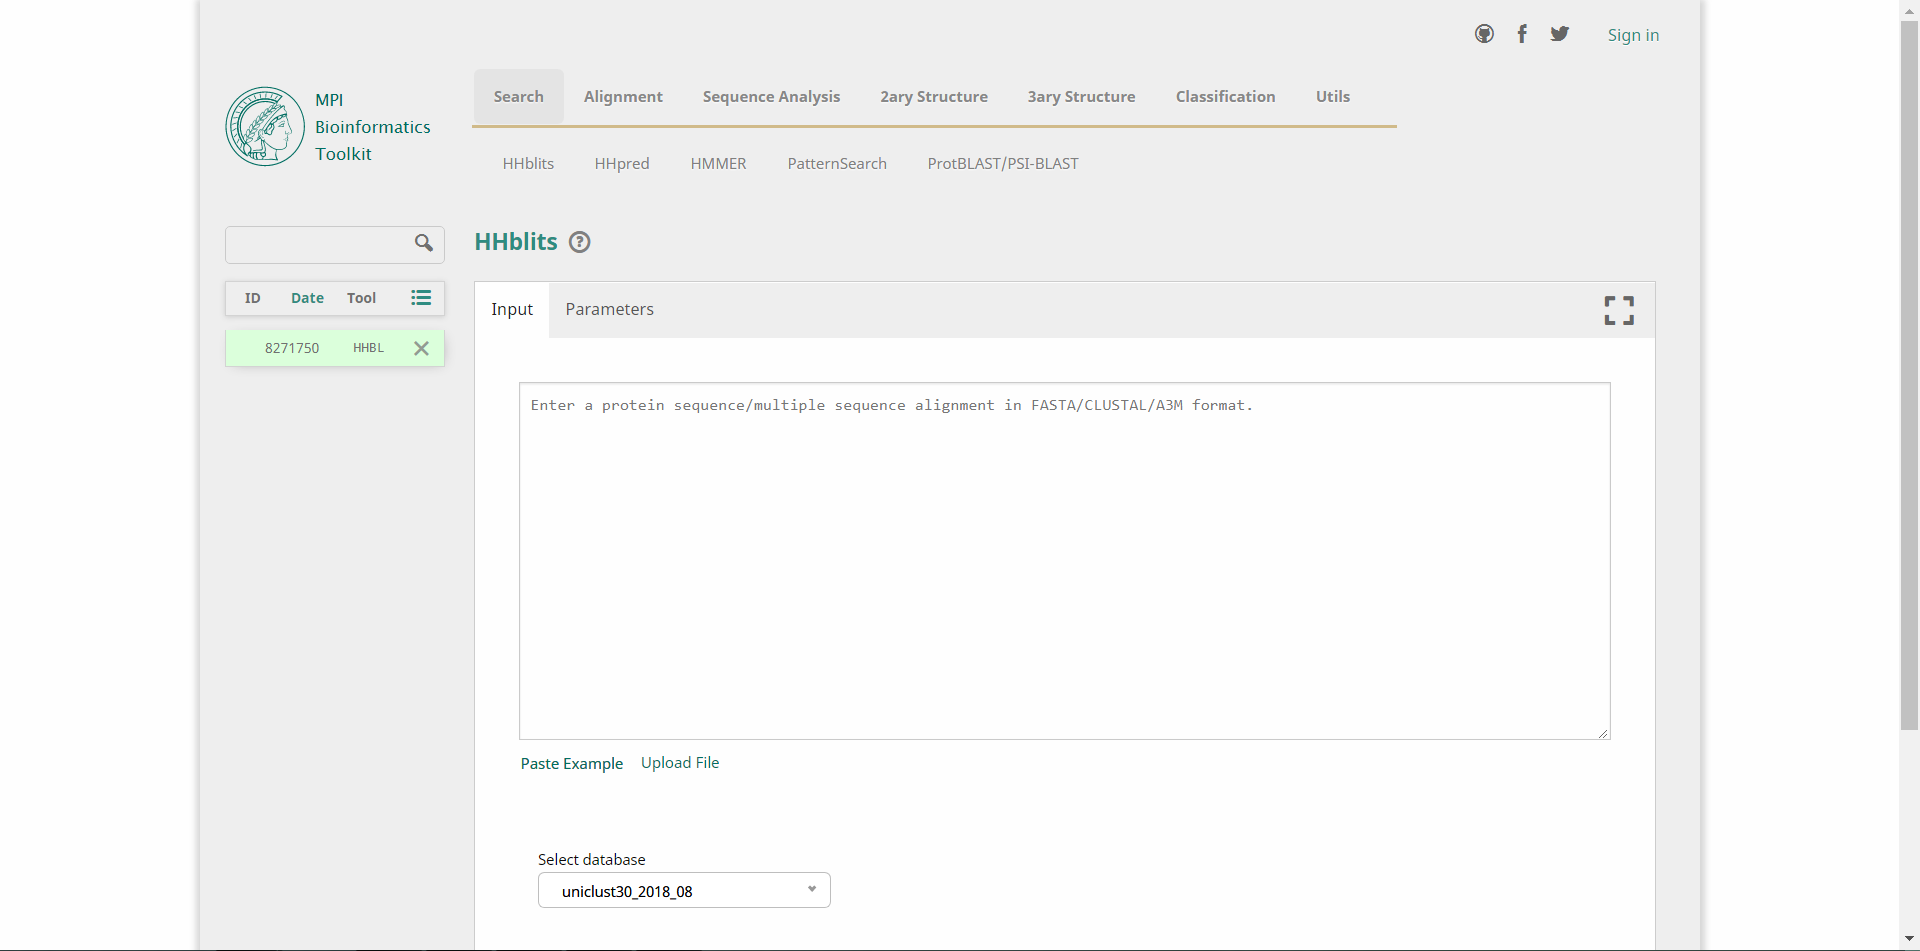 Sign in
MPI
Bioinformatics
Toolkit
Search Alignment Sequence Analysis 2ary Structure 3ary Structure Classification Utils
HHblits HHpred HMMER PatternSearch ProtBLAST/PSI-BLAST
HHblits ?
ID Date Tool
8271750 HHBL
Input Parameters
Enter a protein sequence/multiple sequence alignment in FASTA/CLUSTAL/A3M format.
Paste Example Upload File
Select database
uniclust30_2018_08